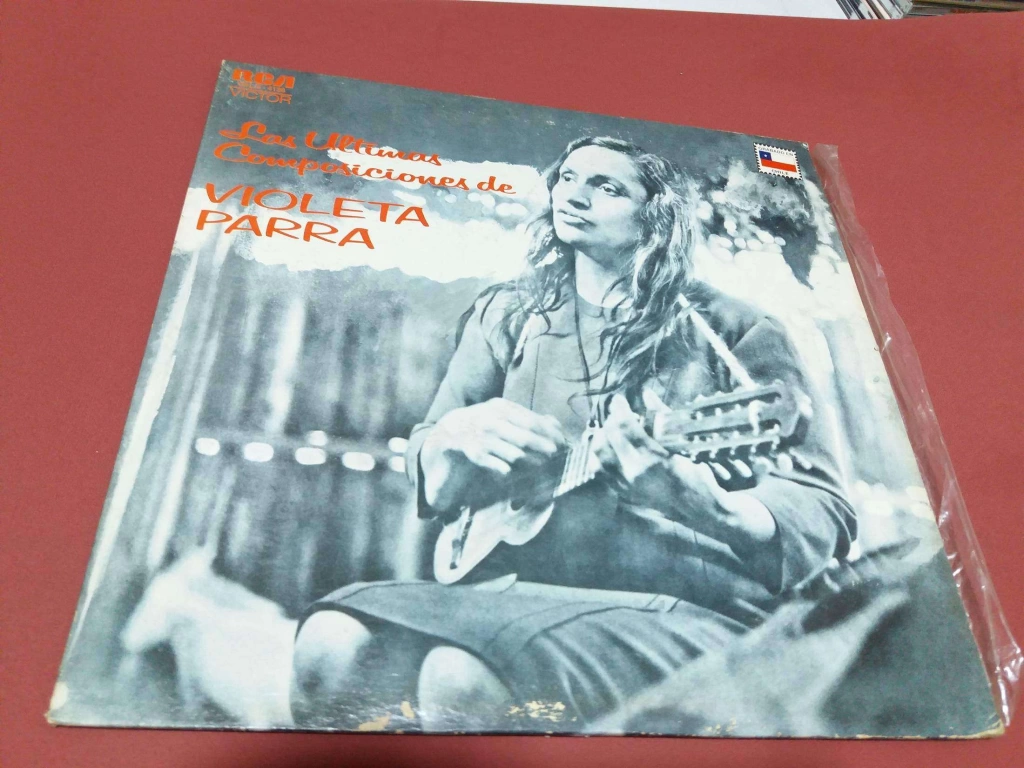 RCA
VICTOR
Las Ultimas
Composiciones de
VIOLETA
PARRA